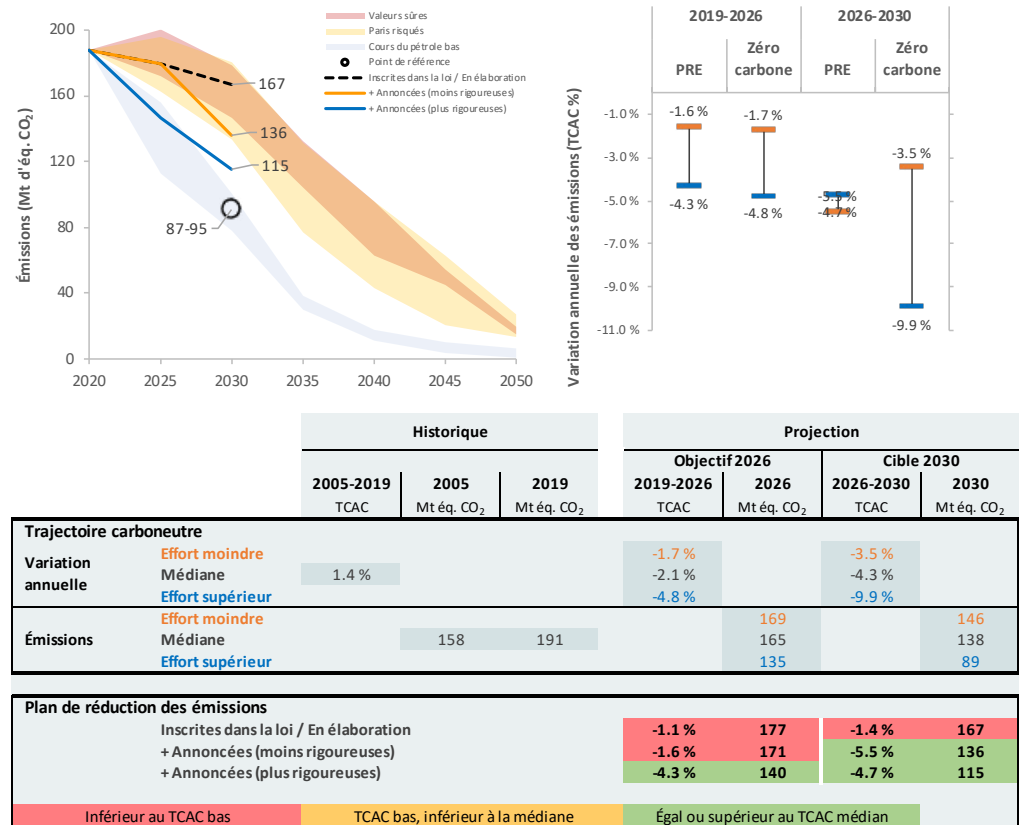 Valeurs sûres
Paris risqués
Cours du pétrole bas
Point de référence
Inscrites dans la loi / En élaboration
+ Annoncées (moins rigoureuses)
+ Annoncées (plus rigoureuses)
Émissions (Mt d'éq. CO₂)
200
160
120
80
40
0
2020 2025 2030 2035 2040 2045 2050
167
136
115
87-95
2019-2026 2026-2030
PRE Zéro carbone PRE Zéro carbone
Variation annuelle des émissions (TCAC %)
-1.0 %
-3.0 %
-5.0 %
-7.0 %
-9.0 %
-11.0 %
-1.6 % -1.7 % -5.5 % -3.5 %
-4.3 % -4.8 % -4.7 % -9.9 %
Historique Projection
Objectif 2026 Cible 2030
2005-2019 2005 2019 2019-2026 2026 2026-2030 2030
TCAC Mt éq. CO₂ Mt éq. CO₂ TCAC Mt éq. CO₂ TCAC Mt éq. CO₂
Trajectoire carboneutre
Variation annuelle
Effort moindre -1.7 % -3.5 %
Médiane 1.4 % -2.1 % -4.3 %
Effort supérieur -4.8 % -9.9 %
Effort moindre 169 146
Émissions Médiane 158 191 165 138
Effort supérieur 135 89
Plan de réduction des émissions
Inscrites dans la loi / En élaboration -1.1 % 177 -1.4 % 167
+ Annoncées (moins rigoureuses) -1.6 % 171 -5.5 % 136
+ Annoncées (plus rigoureuses) -4.3 % 140 -4.7 % 115
Inférieur au TCAC bas TCAC bas, inférieur à la médiane Égal ou supérieur au TCAC médian